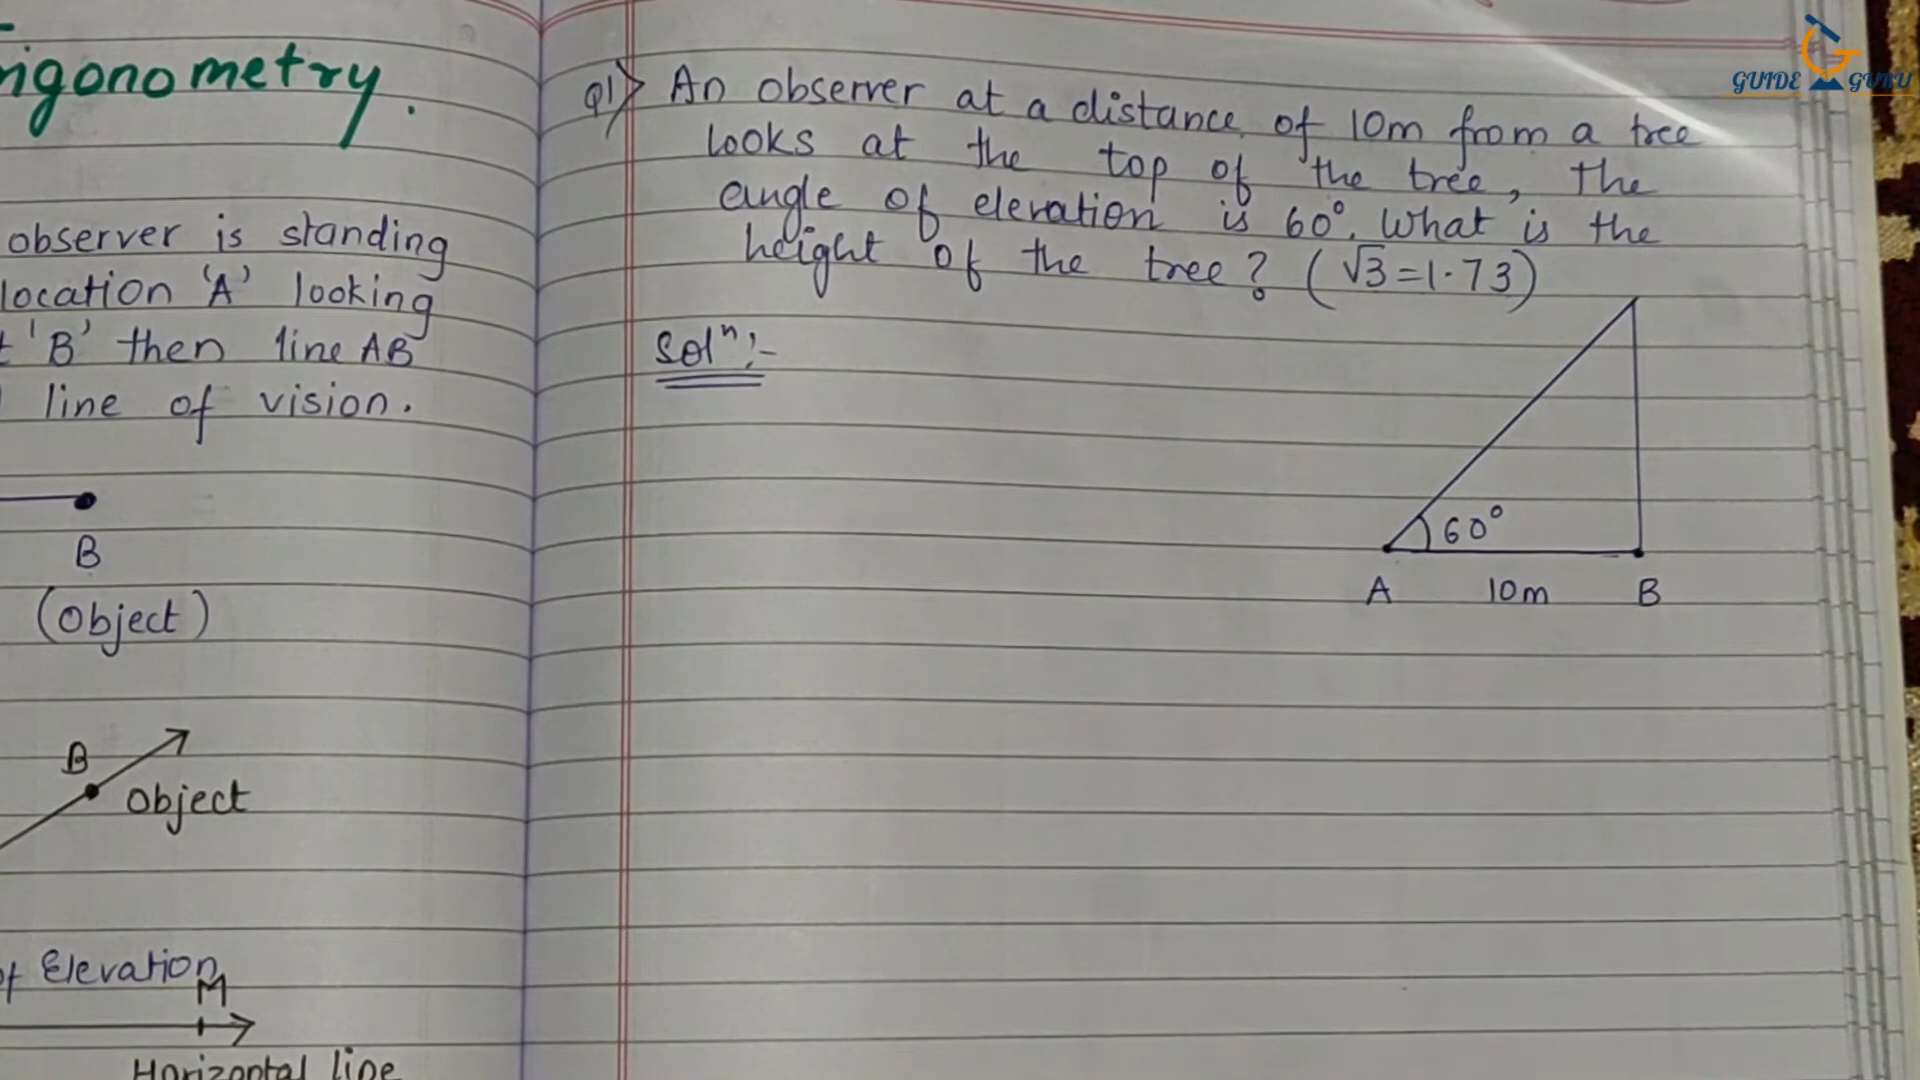 rigonometry.
observer is standing
location 'A' looking
'B' then line AB
line of vision.
B
(Object)
B
Object
of Elevation
M
Horizontal line
Q1) An observer at a distance of 10m from a tree
looks at the top of the tree, the
angle of elevation is 60°. What is the
height of the tree? (√3=1.73)
Solⁿ:-
60°
A 10m B
GUIDE GURU